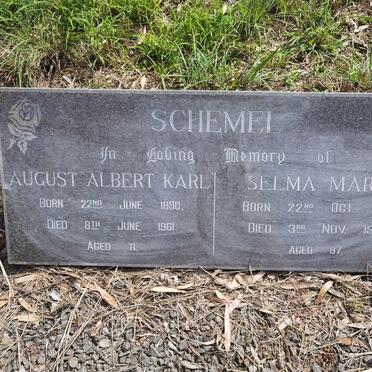 SCHEMEL
In Loving Memory of
AUGUST ALBERT KARL
BORN 22ND JUNE 1890.
DIED 8TH JUNE 1961.
AGED 71.
SELMA MAR
BORN 22ND OCT
DIED 3RD NOV. 19
AGED 87.